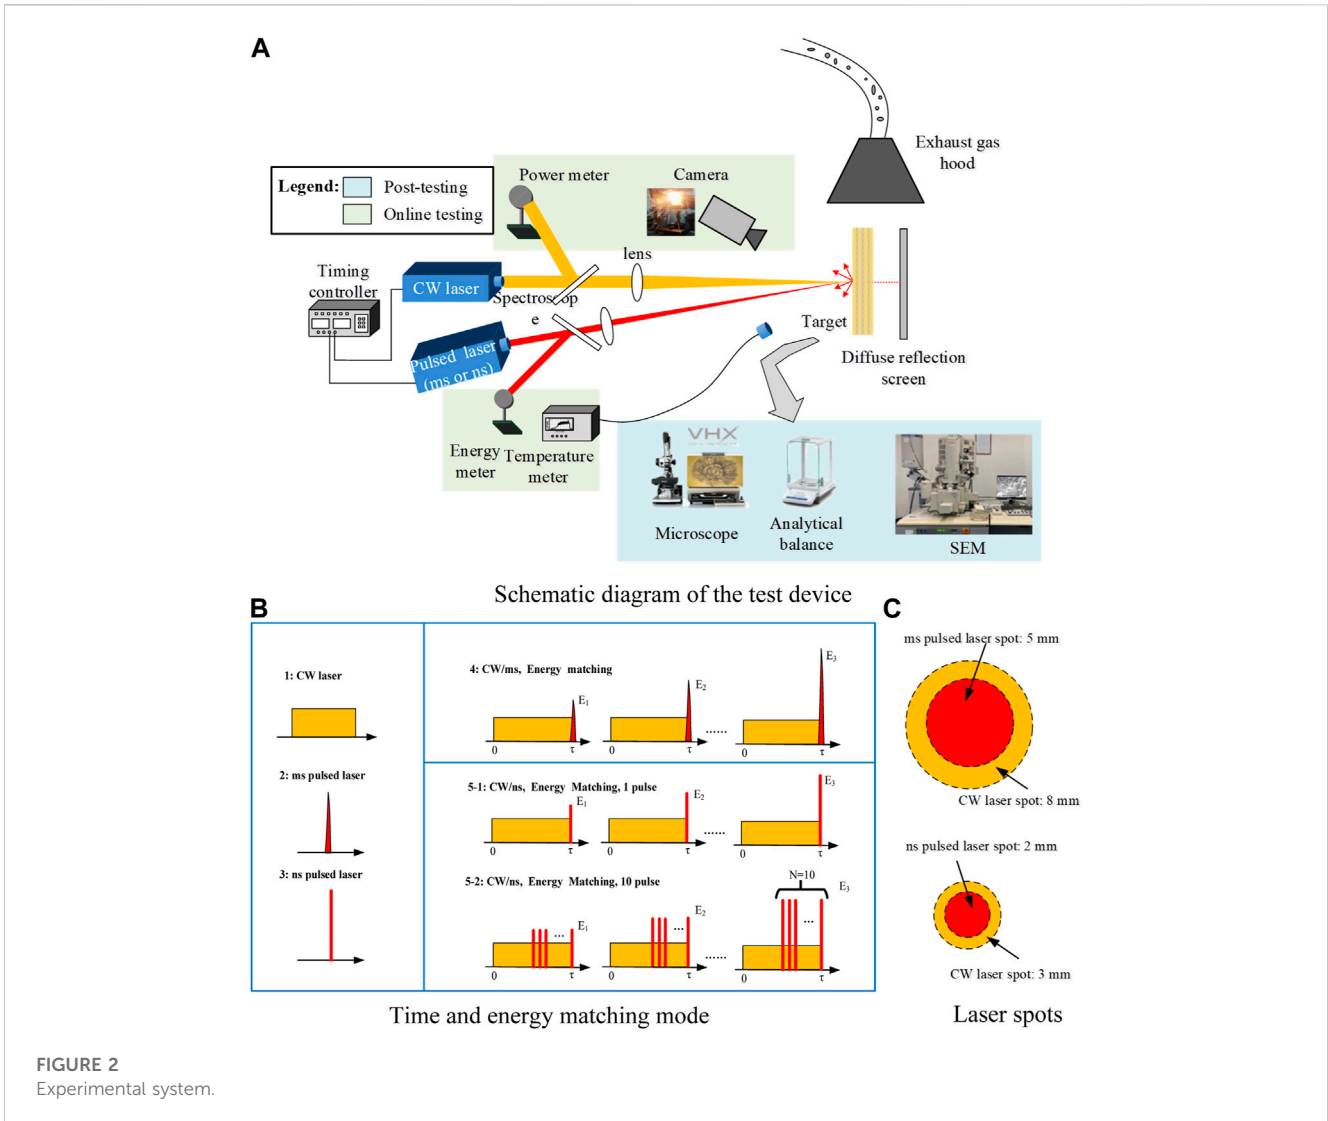 A
Exhaust gas
hood
Legend:
Post-testing
Online testing
Power meter
Camera
lens
Timing
controller
CW laser
Spectroscop
e
Pulsed laser
(ms or ns)
Target
Diffuse reflection
screen
Energy
meter
Temperature
meter
VHX
Microscope
Analytical
balance
SEM
Schematic diagram of the test device
B
1: CW laser
2: ms pulsed laser
3: ns pulsed laser
4: CW/ms, Energy matching
E1
E2
E3
0
τ
0
τ
......
0
τ
5-1: CW/ns, Energy Matching, 1 pulse
E1
E2
E3
0
τ
0
τ
......
0
τ
5-2: CW/ns, Energy Matching, 10 pulse
N=10
E1
E2
E3
...
...
...
0
τ
0
τ
......
0
τ
Time and energy matching mode
C
ms pulsed laser spot: 5 mm
CW laser spot: 8 mm
ns pulsed laser spot: 2 mm
CW laser spot: 3 mm
Laser spots
FIGURE 2
Experimental system.